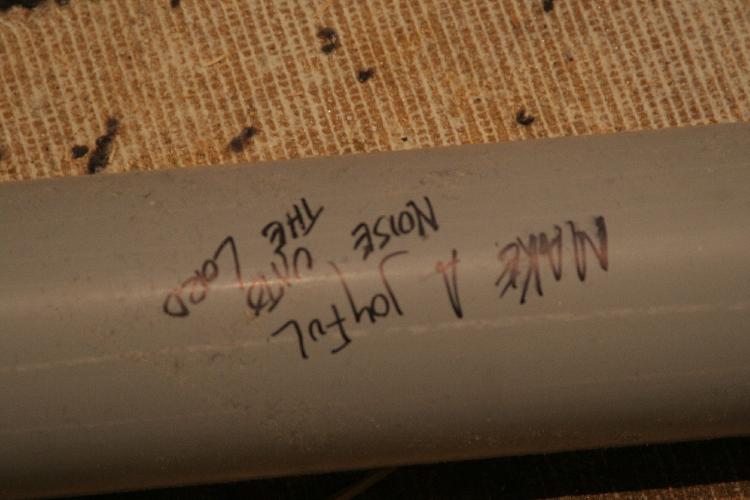 MAKE A JOYFUL
NOISE UNTO
THE LORD